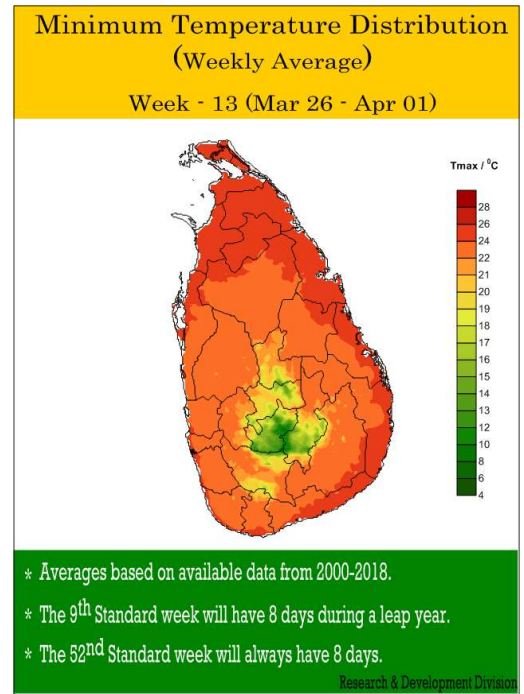 Minimum Temperature Distribution
(Weekly Average)
Week - 13 (Mar 26 - Apr 01)
Tmax / ⁰C
28
26
24
22
21
20
19
18
17
16
15
14
13
12
10
8
6
4
* Averages based on available data from 2000-2018.
* The 9th Standard week will have 8 days during a leap year.
* The 52nd Standard week will always have 8 days.
Research & Development Division